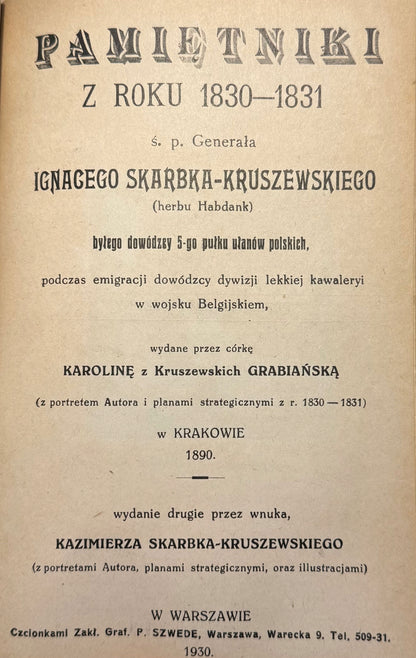 PAMIĘTNIKI
Z ROKU 1830—1831
ś. p. Generała
IGNACEGO SKARBKA-KRUSZEWSKIEGO
(herbu Habdank)
byłego dowódzcy 5-go pułku ułanów polskich,
podczas emigracji dowódzcy dywizji lekkiej kawaleryi
w wojsku Belgijskiem,
wydane przez córkę
KAROLINĘ z Kruszewskich GRABIAŃSKĄ
(z portretem Autora i planami strategicznymi z r. 1830—1831)
w KRAKOWIE
1890.
wydanie drugie przez wnuka,
KAZIMIERZA SKARBKA-KRUSZEWSKIEGO
(z portretami Autora, planami strategicznymi, oraz illustracjami)
W WARSZAWIE
Czcionkami Zakł. Graf. P. SZWEDE, Warszawa, Warecka 9. Tel. 509-31.
1930.